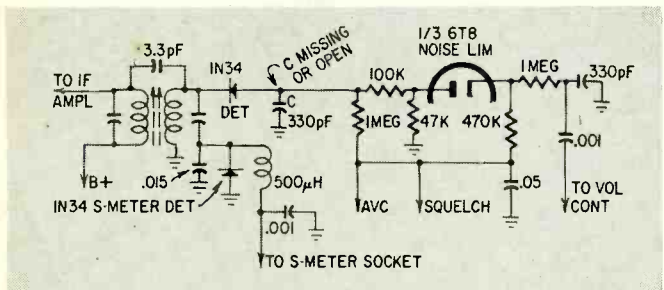 3.3pF
TO IF
AMPL
B+
IN34
DET
C MISSING
OR OPEN
C
330pF
1/3 6T8
NOISE LIM
100K
1MEG
47K
470K
1MEG
330pF
.001
TO VOL
CONT
.015
IN34 S-METER DET
500μH
.001
AVC
SQUELCH
.05
TO S-METER SOCKET